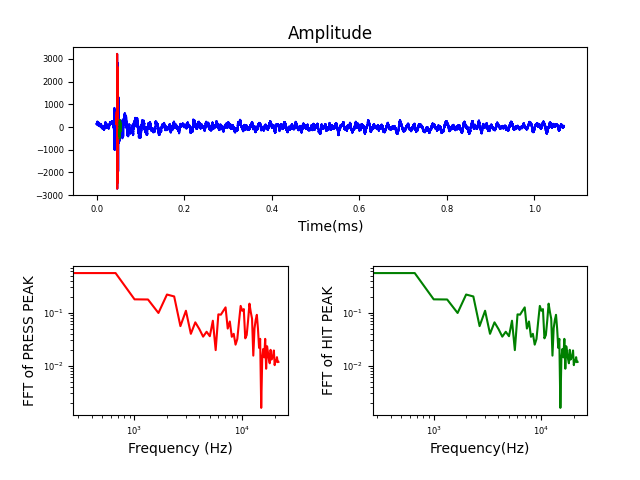 Amplitude
3000
2000
1000
0
−1000
−2000
−3000
0.0 0.2 0.4 0.6 0.8 1.0
Time(ms)
FFT of PRESS PEAK
10⁻¹
10⁻²
10³ 10⁴
Frequency (Hz)
FFT of HIT PEAK
10⁻¹
10⁻²
10³ 10⁴
Frequency(Hz)